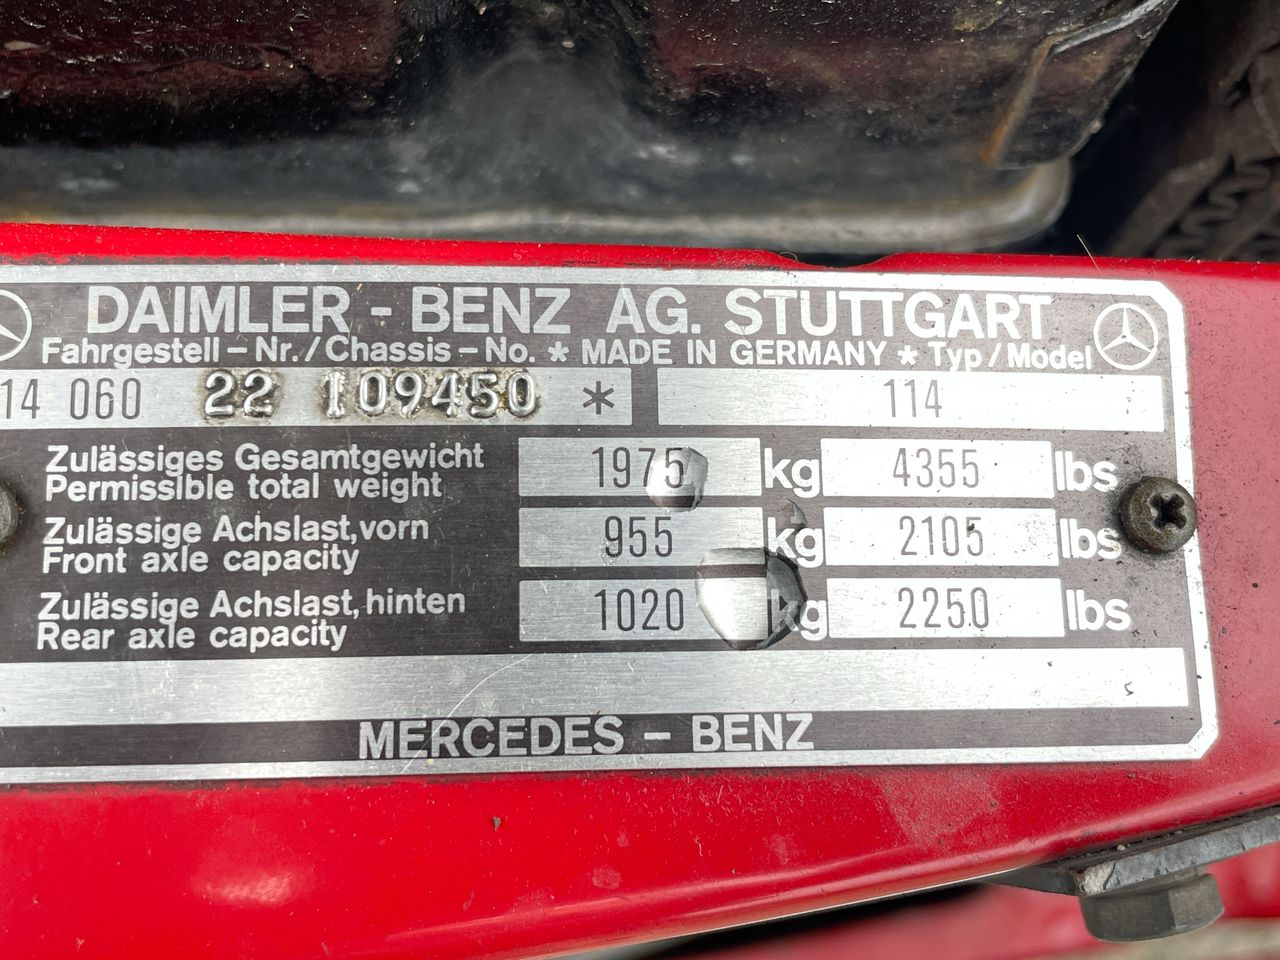 DAIMLER - BENZ AG. STUTTGART
Fahrgestell - Nr. / Chassis - No. * MADE IN GERMANY * Typ / Model
14 060 22 109450 * 114
Zulässiges Gesamtgewicht
Permissible total weight
1975 kg 4355 lbs
Zulässige Achslast, vorn
Front axle capacity
955 kg 2105 lbs
Zulässige Achslast, hinten
Rear axle capacity
1020 kg 2250 lbs
5
MERCEDES - BENZ